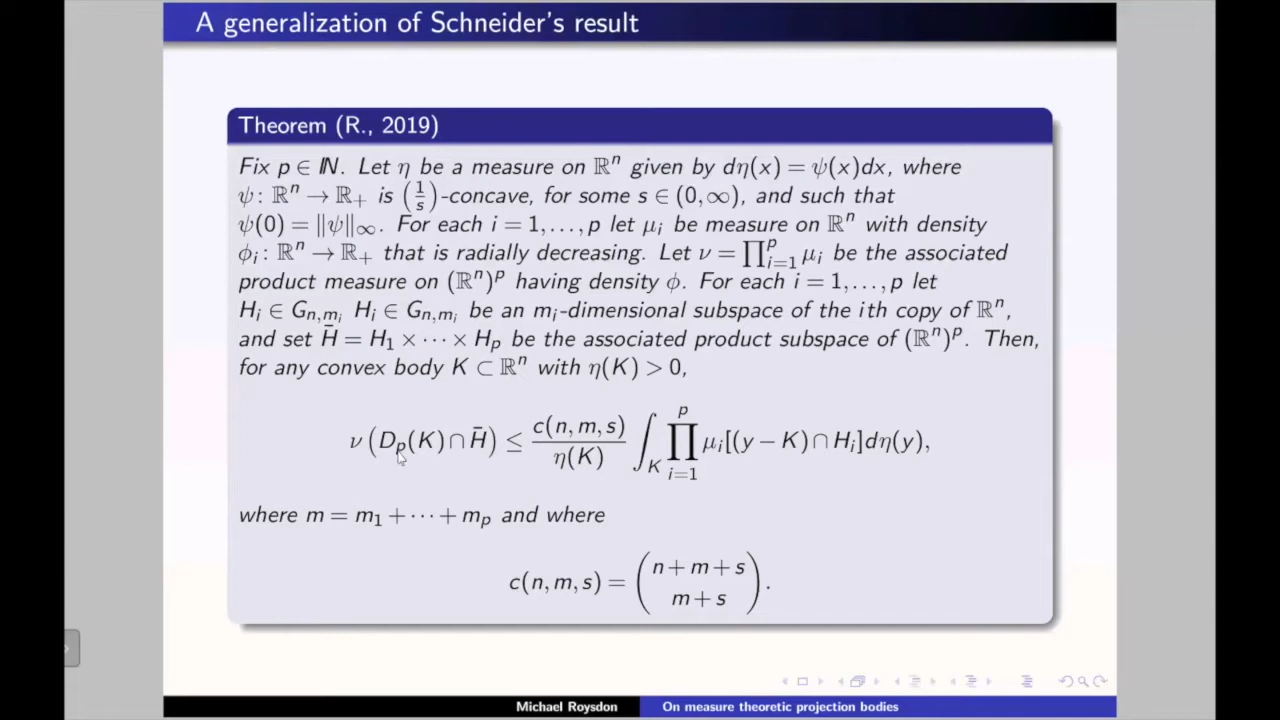 A generalization of Schneider's result
Theorem (R., 2019)
Fix p ∈ ℕ. Let η be a measure on ℝⁿ given by dη(x) = ψ(x)dx, where
ψ: ℝⁿ → ℝ₊ is (1/s)-concave, for some s ∈ (0,∞), and such that
ψ(0) = ‖ψ‖∞. For each i = 1,...,p let μᵢ be measure on ℝⁿ with density
φᵢ: ℝⁿ → ℝ₊ that is radially decreasing. Let ν = ∏ᵢ₌₁ᵖ μᵢ be the associated
product measure on (ℝⁿ)ᵖ having density φ. For each i = 1,...,p let
Hᵢ ∈ G_{n,mᵢ} Hᵢ ∈ G_{n,mᵢ} be an mᵢ-dimensional subspace of the ith copy of ℝⁿ,
and set H̄ = H₁ × ··· × Hₚ be the associated product subspace of (ℝⁿ)ᵖ. Then,
for any convex body K ⊂ ℝⁿ with η(K) > 0,
ν(Dₚ(K) ∩ H̄) ≤ c(n,m,s)/η(K) ∫_K ∏ᵢ₌₁ᵖ μᵢ[(y − K) ∩ Hᵢ]dη(y),
where m = m₁ + ··· + mₚ and where
c(n,m,s) = (n+m+s m+s).
Michael Roysdon On measure theoretic projection bodies